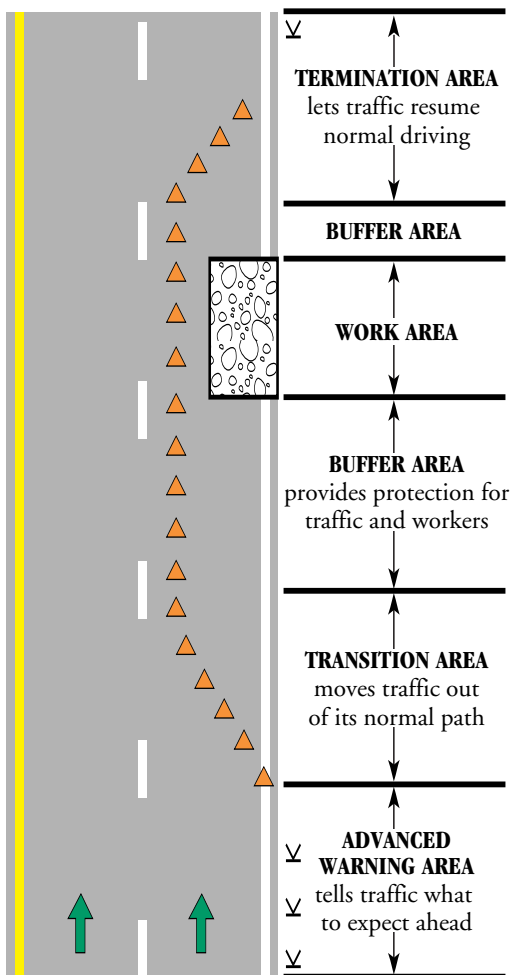 TERMINATION AREA
lets traffic resume
normal driving
BUFFER AREA
WORK AREA
BUFFER AREA
provides protection for
traffic and workers
TRANSITION AREA
moves traffic out
of its normal path
ADVANCED
WARNING AREA
tells traffic what
to expect ahead